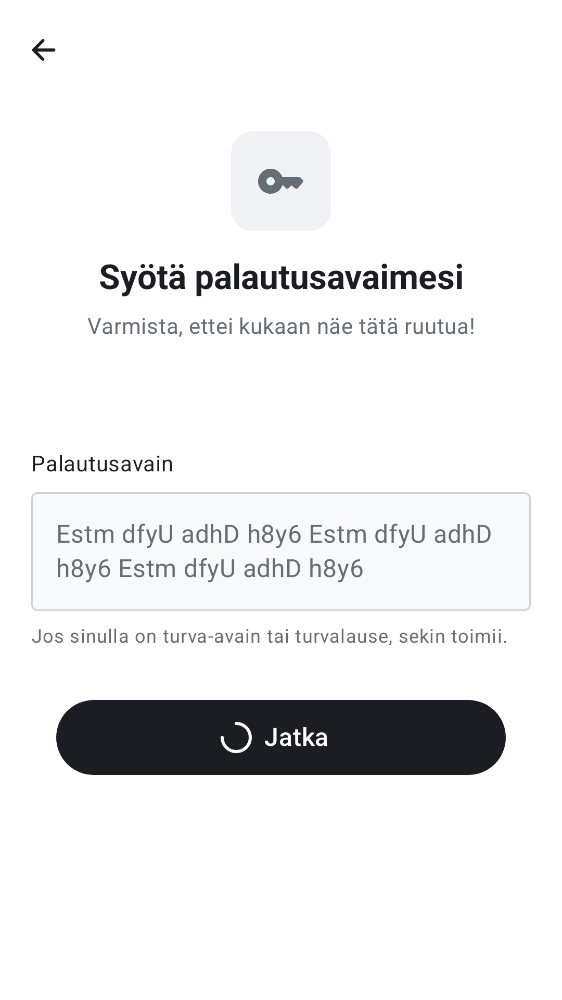 Syötä palautusavaimesi
Varmista, ettei kukaan näe tätä ruutua!
Palautusavain
Estm dfyU adhD h8y6 Estm dfyU adhD
h8y6 Estm dfyU adhD h8y6
Jos sinulla on turva-avain tai turvalause, sekin toimii.
Jatka